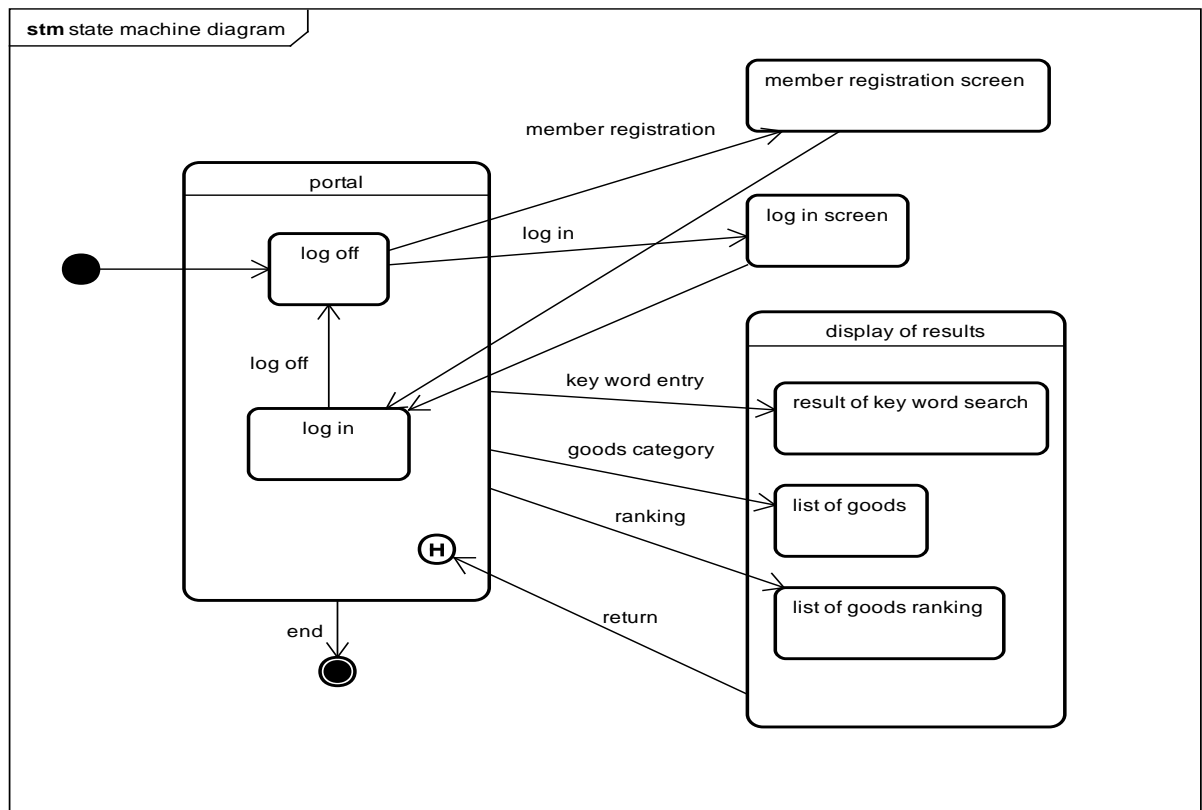 stm state machine diagram
member registration screen
member registration
portal
log in screen
log off
log in
display of results
log off
key word entry
result of key word search
log in
goods category
list of goods
ranking
H
list of goods ranking
return
end